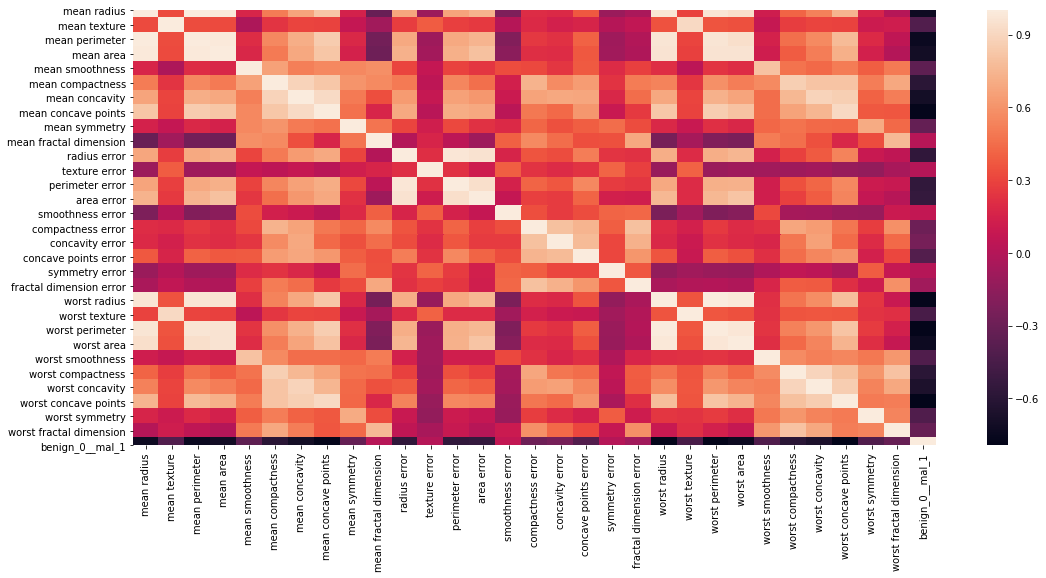 mean radius
mean texture
mean perimeter
mean area
mean smoothness
mean compactness
mean concavity
mean concave points
mean symmetry
mean fractal dimension
radius error
texture error
perimeter error
area error
smoothness error
compactness error
concavity error
concave points error
symmetry error
fractal dimension error
worst radius
worst texture
worst perimeter
worst area
worst smoothness
worst compactness
worst concavity
worst concave points
worst symmetry
worst fractal dimension
benign_0__mal_1
mean radius
mean texture
mean perimeter
mean area
mean smoothness
mean compactness
mean concavity
mean concave points
mean symmetry
mean fractal dimension
radius error
texture error
perimeter error
area error
smoothness error
compactness error
concavity error
concave points error
symmetry error
fractal dimension error
worst radius
worst texture
worst perimeter
worst area
worst smoothness
worst compactness
worst concavity
worst concave points
worst symmetry
worst fractal dimension
benign_0__mal_1
0.9
0.6
0.3
0.0
−0.3
−0.6